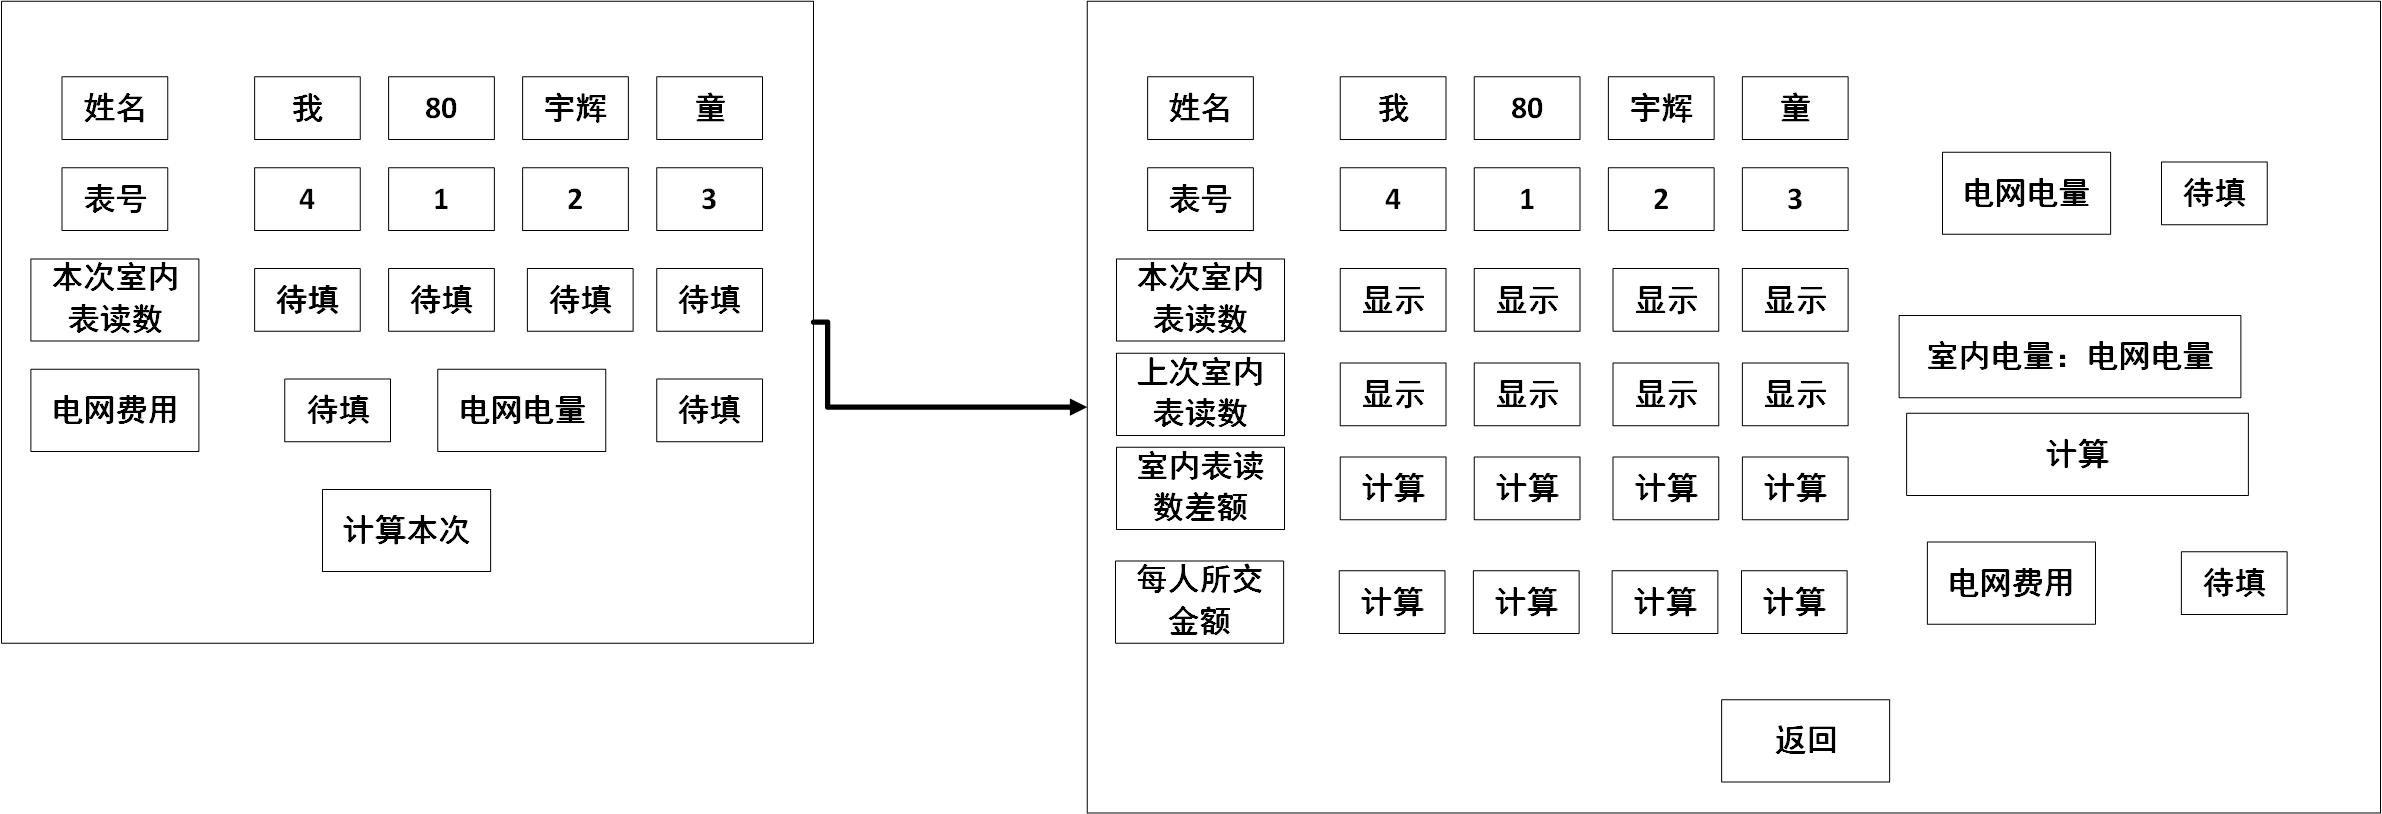 姓名
我
80
宇辉
童
表号
4
1
2
3
本次室内
表读数
待填
待填
待填
待填
电网费用
待填
电网电量
待填
计算本次
姓名
我
80
宇辉
童
表号
4
1
2
3
本次室内
表读数
显示
显示
显示
显示
上次室内
表读数
显示
显示
显示
显示
室内表读
数差额
计算
计算
计算
计算
每人所交
金额
计算
计算
计算
计算
电网电量
待填
室内电量：电网电量
计算
电网费用
待填
返回